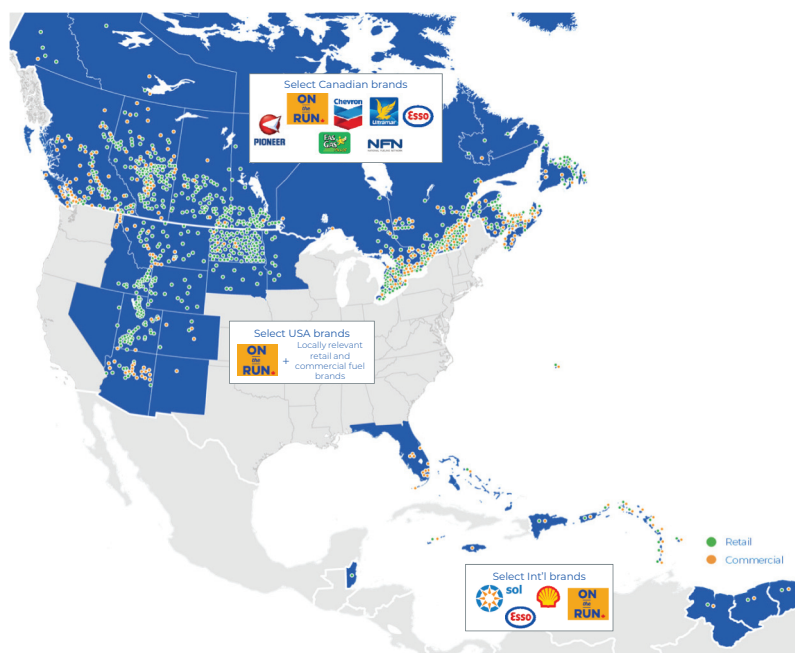 Select Canadian brands
ON
the
RUN.
Chevron
Ultramar
Esso
PIONEER
FAS
GAS
NFN
Select USA brands
ON
the
RUN.
+
Locally relevant
retail and
commercial fuel
brands
Retail
Commercial
Select Int'l brands
sol
Esso
ON
the
RUN.